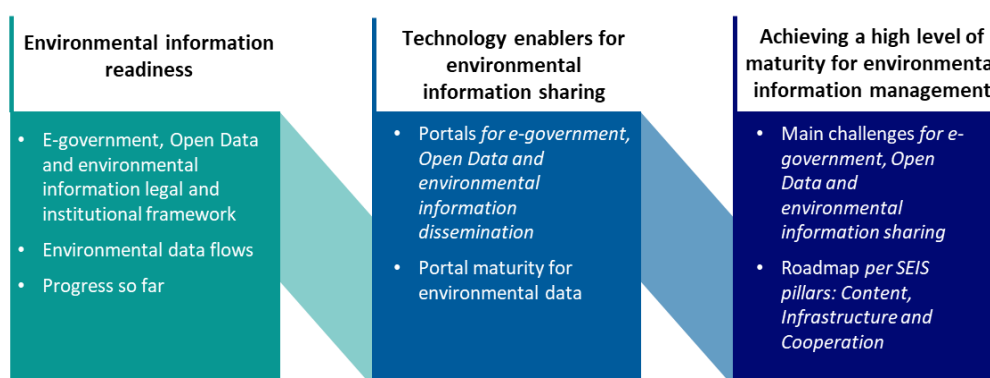 Environmental information
readiness
• E-government, Open Data
and environmental
information legal and
institutional framework
• Environmental data flows
• Progress so far
Technology enablers for
environmental
information sharing
• Portals for e-government,
Open Data and
environmental
information
dissemination
• Portal maturity for
environmental data
Achieving a high level of
maturity for environmenta
information management
• Main challenges for e-
government, Open
Data and
environmental
information sharing
• Roadmap per SEIS
pillars: Content,
Infrastructure and
Cooperation